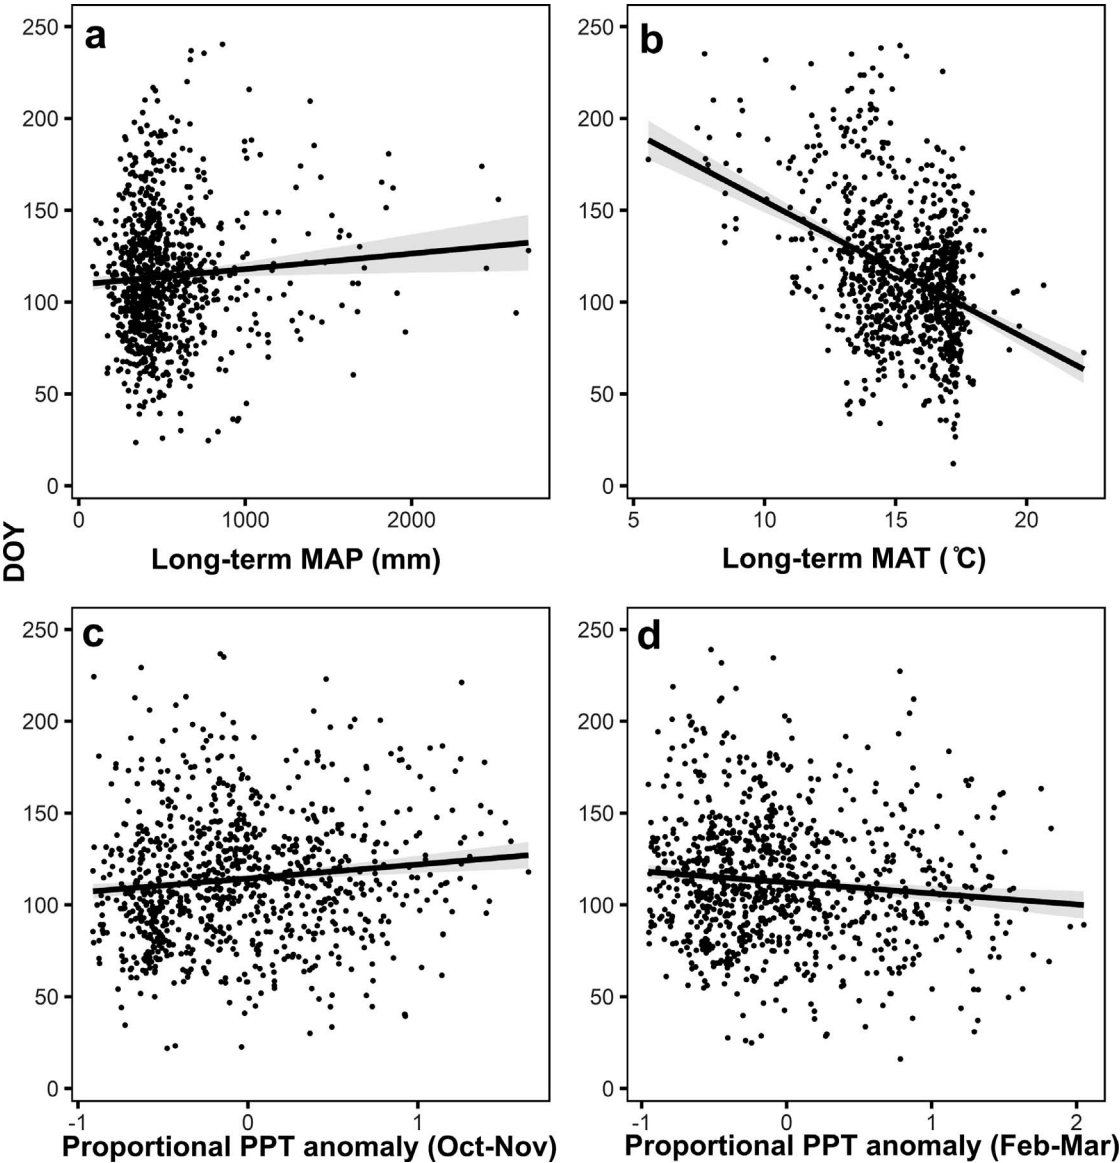 a
b
250
200
150
100
50
0
250
200
150
100
50
0
0 1000 2000
5 10 15 20
Long-term MAP (mm)
Long-term MAT (℃)
DOY
c
d
250
200
150
100
50
0
250
200
150
100
50
0
-1 0 1
-1 0 1 2
Proportional PPT anomaly (Oct-Nov)
Proportional PPT anomaly (Feb-Mar)